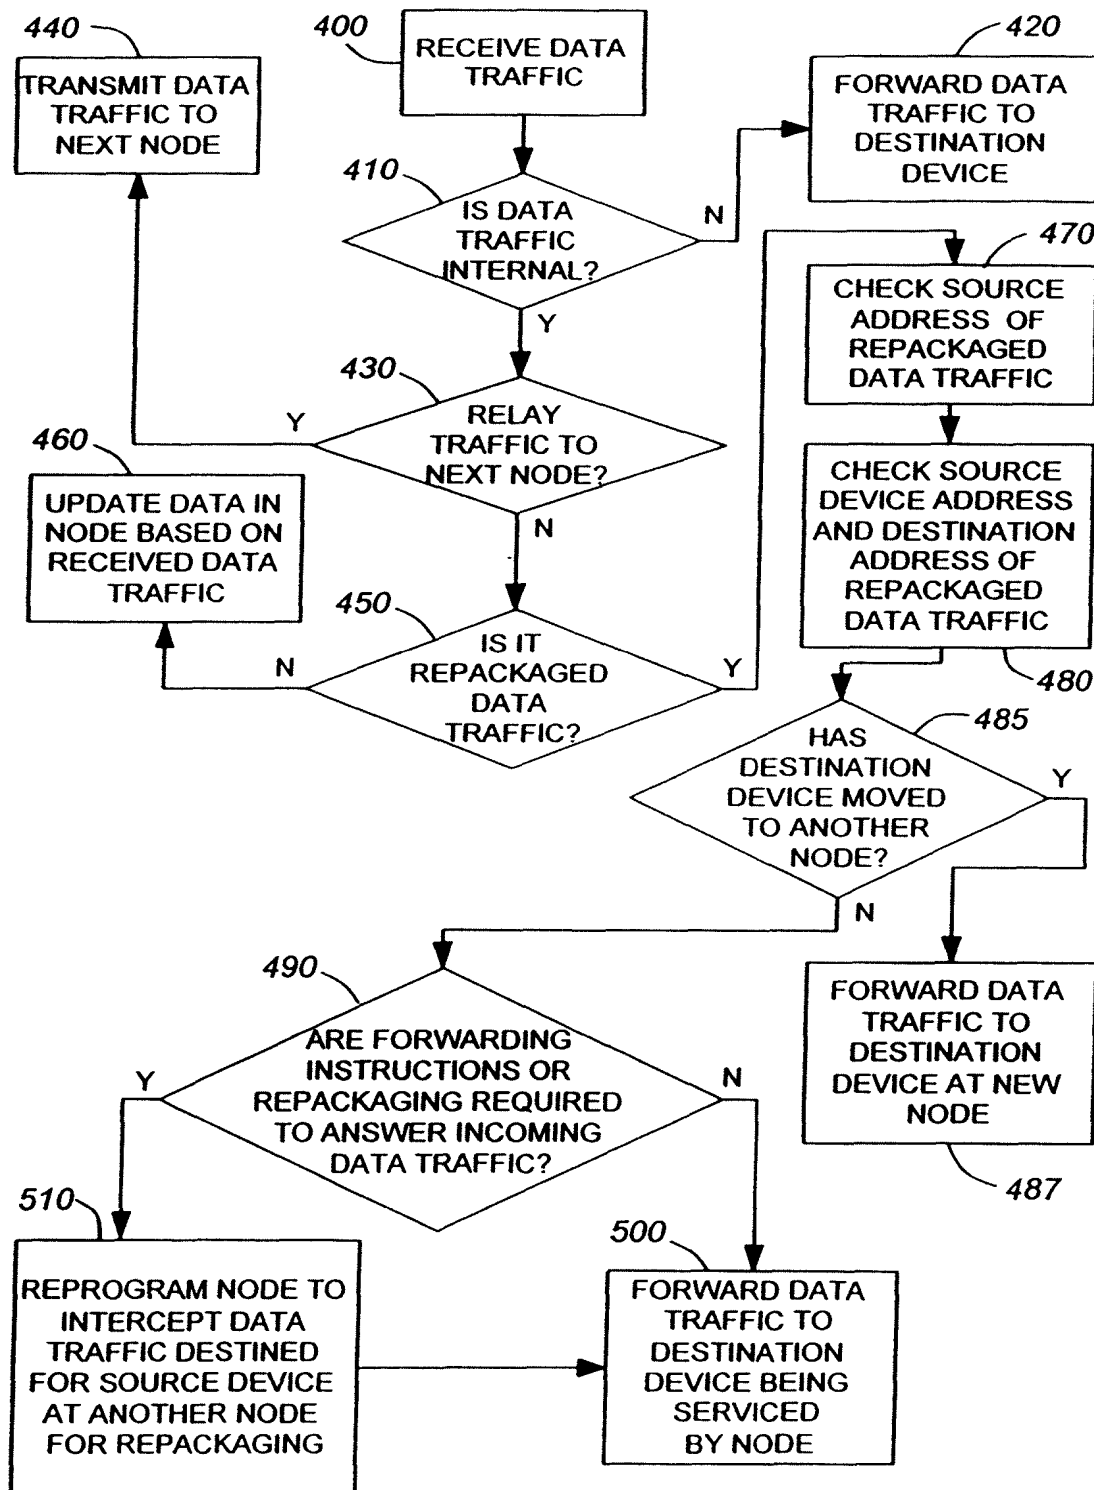 440
TRANSMIT DATA
TRAFFIC TO
NEXT NODE
400
RECEIVE DATA
TRAFFIC
420
FORWARD DATA
TRAFFIC TO
DESTINATION
DEVICE
410
IS DATA
TRAFFIC
INTERNAL?
N
Y
470
CHECK SOURCE
ADDRESS OF
REPACKAGED
DATA TRAFFIC
430
RELAY
TRAFFIC TO
NEXT NODE?
Y
N
460
UPDATE DATA IN
NODE BASED ON
RECEIVED DATA
TRAFFIC
CHECK SOURCE
DEVICE ADDRESS
AND DESTINATION
ADDRESS OF
REPACKAGED
DATA TRAFFIC
480
450
IS IT
REPACKAGED
DATA
TRAFFIC?
N
Y
485
HAS
DESTINATION
DEVICE MOVED
TO ANOTHER
NODE?
Y
N
490
ARE FORWARDING
INSTRUCTIONS OR
REPACKAGING REQUIRED
TO ANSWER INCOMING
DATA TRAFFIC?
Y
N
FORWARD DATA
TRAFFIC TO
DESTINATION
DEVICE AT NEW
NODE
487
510
REPROGRAM NODE TO
INTERCEPT DATA
TRAFFIC DESTINED
FOR SOURCE DEVICE
AT ANOTHER NODE
FOR REPACKAGING
500
FORWARD DATA
TRAFFIC TO
DESTINATION
DEVICE BEING
SERVICED
BY NODE